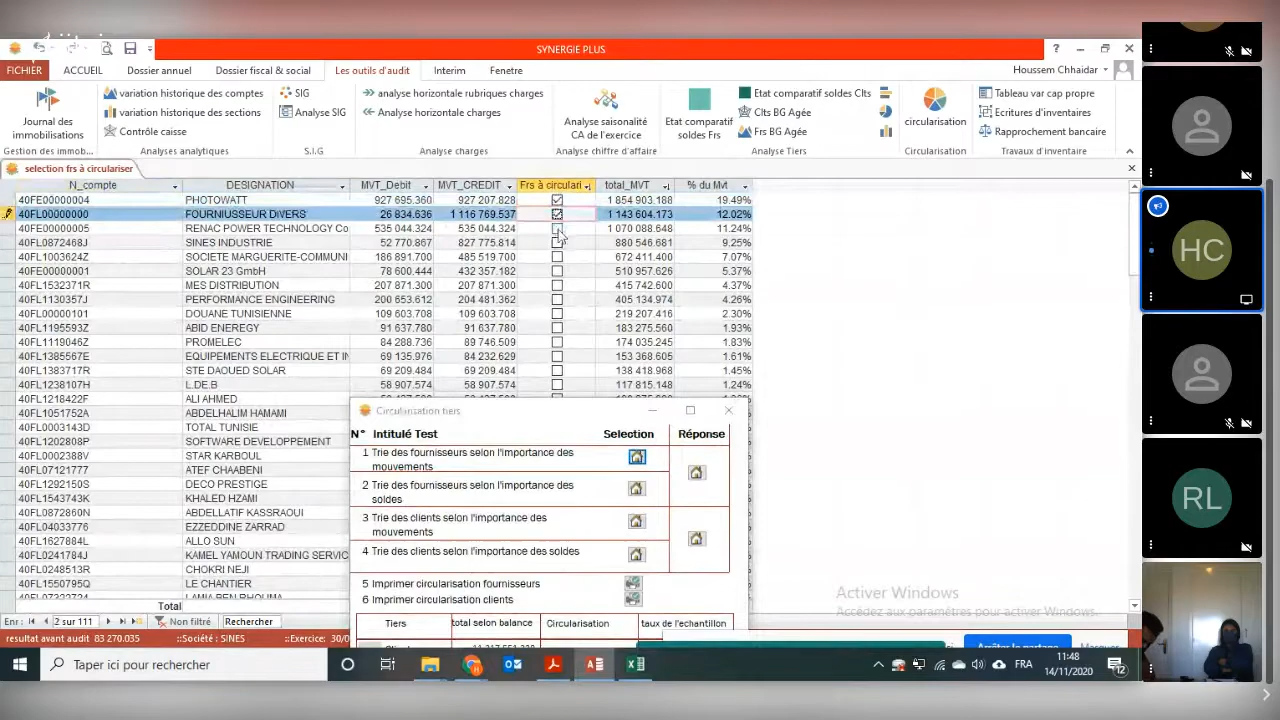 SYNERGIE PLUS
FICHIER ACCUEIL Dossier annuel Dossier fiscal & social Les outils d'audit Interim Fenetre Houssem Chhaidar
Journal des immobilisations
Gestion des immob...
variation historique des comptes
variation historique des sections
Contrôle caisse
Analyses analytiques
SIG
Analyse SIG
S.I.G
analyse horizontale rubriques charges
Analyse horizontale charges
Analyse charges
Analyse saisonalité CA de l'exercice
Analyse chiffre d'affaire
Etat comparatif soldes Frs
Etat comparatif soldes Clts
Clts BG Agée
Frs BG Agée
Analyse Tiers
circularisation
Circularisation
Tableau var cap propre
Ecritures d'inventaire
Rapprochement bancaire
Travaux d'inventaire
selection frs à circulariser
N_compte DESIGNATION MVT_Debit MVT_CREDIT Frs à circulari total_MVT % du Mvt
40FE00000004 PHOTOWATT 927 695.360 927 207.828 1 854 903.188 19.49%
40FL00000000 FOURNIUSSEUR DIVERS 26 834.636 1 116 769.537 1 143 604.173 12.02%
40FE00000005 RENAC POWER TECHNOLOGY Co 535 044.324 535 044.324 1 070 088.648 11.24%
40FL0872468J SINES INDUSTRIE 52 770.867 827 775.814 880 546.681 9.25%
40FL1003624Z SOCIETE MARGUERITE-COMMUNI 186 891.700 485 519.700 672 411.400 7.07%
40FE00000001 SOLAR 23 GmbH 78 600.444 432 357.182 510 957.626 5.37%
40FL1532371R MES DISTRIBUTION 207 871.300 207 871.300 415 742.600 4.37%
40FL1130357J PERFORMANCE ENGINEERING 200 653.612 204 481.362 405 134.974 4.26%
40FL00000101 DOUANE TUNISIENNE 109 603.708 109 603.708 219 207.416 2.30%
40FL1195593Z ABID ENEREGY 91 637.780 91 637.780 183 275.560 1.93%
40FL1119046Z PROMELEC 84 288.736 89 746.509 174 035.245 1.83%
40FL1385567E EQUIPEMENTS ELECTRIQUE ET IN 69 135.976 84 232.629 153 368.605 1.61%
40FL1371783V STE DAOUED SOLAR 69 209.484 69 209.484 138 418.968 1.45%
40FL1238107H L.DE.B 58 907.574 58 907.574 117 815.148 1.24%
40FL1218422F ALI AHMED
40FL1051752A ABDELHALIM HAMAMI
40FL0003143D TOTAL TUNISIE
40FL1202808P SOFTWARE DEVELOPPEMENT
40FL0002388V STAR KARBOUL
40FL07121777 ATEF CHAABENI
40FL1182150S DECO PRESTIGE
40FL1543743K KHALED HZAMI
40FL0872860N ABDELLATIF KASSRAOUI
40FL04033776 EZZEDDINE ZARRAD
40FL1627884L ALLO SUN
40FL0241784J KAMEL YAMOUN TRADING SERVIC
40FL0248513R CHOKRI NEJI
40FL1550795Q LE CHANTIER
Total
Circularisation tiers
N° Intitulé Test Selection Réponse
1 Trie des fournisseurs selon l'importance des mouvements
2 Trie des fournisseurs selon l'importance des soldes
3 Trie des clients selon l'importance des mouvements
4 Trie des clients selon l'importance des soldes
5 Imprimer circularisation fournisseurs
6 Imprimer circularisation clients
Tiers total selon balance Circularisation taux de l'echantillon
Activer Windows
Accédez aux paramètres pour activer Windows.
Enr : 2 sur 111 Non filtré Rechercher
resultat avant audit 83 270.035 ::Société : SINES ::Exercice: 30/0
Arrêter le partage Masquer
Taper ici pour rechercher
FRA
11:48
14/11/2020
12
HC
RL